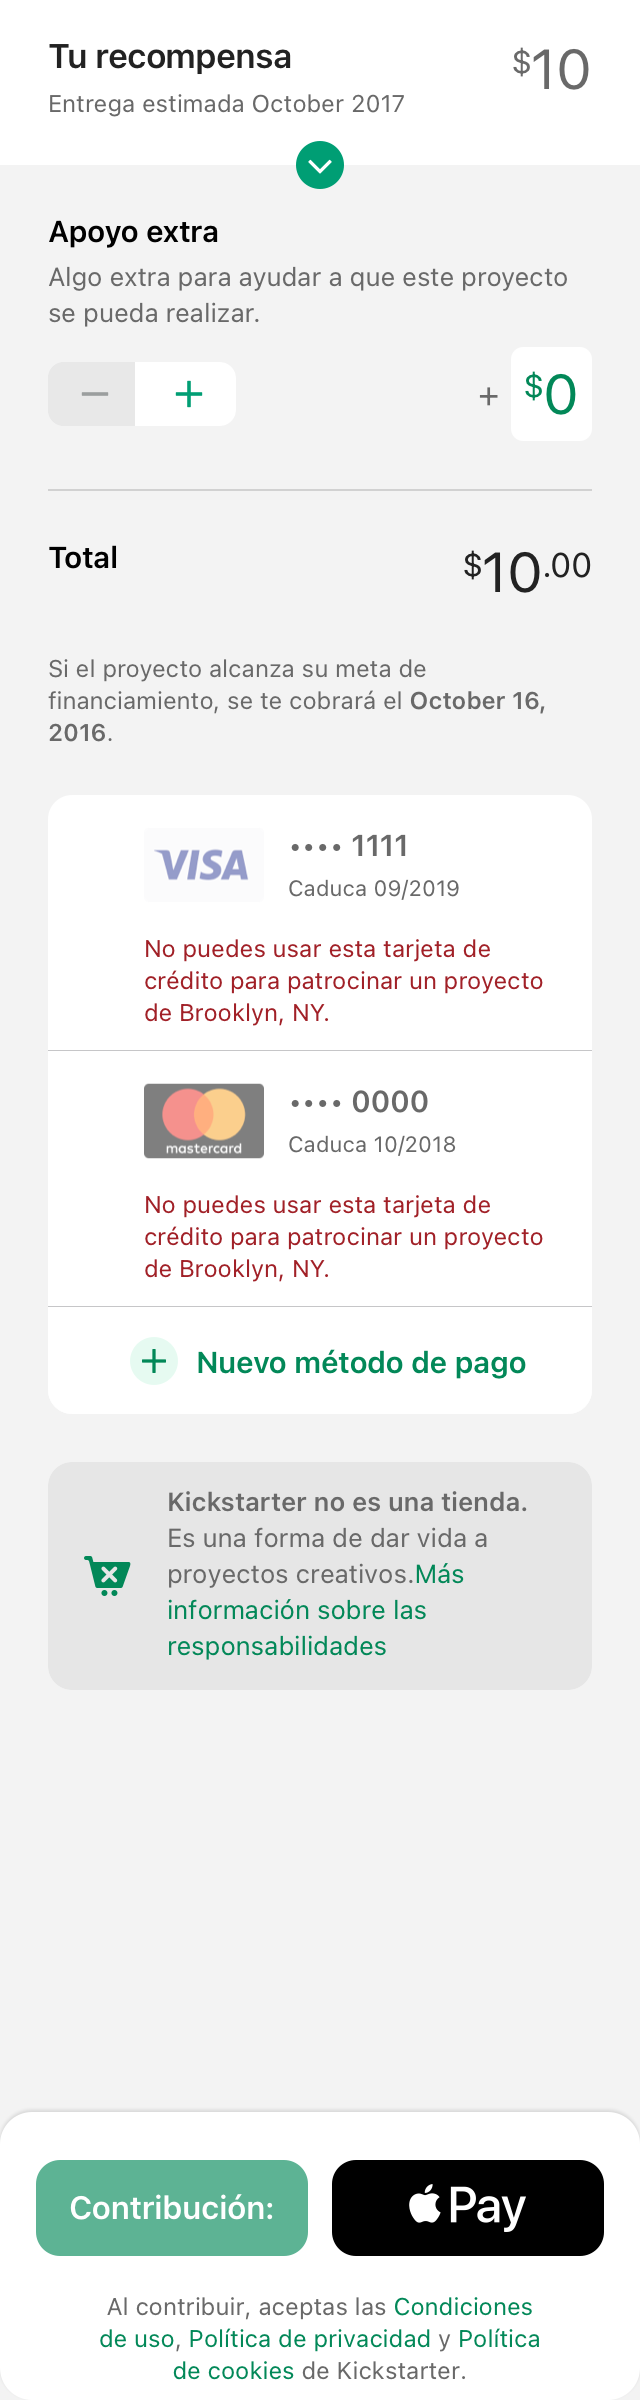 Tu recompensa
$10
Entrega estimada October 2017
Apoyo extra
Algo extra para ayudar a que este proyecto
se pueda realizar.
+ $0
Total
$10.00
Si el proyecto alcanza su meta de
financiamiento, se te cobrará el October 16,
2016.
VISA
•••• 1111
Caduca 09/2019
No puedes usar esta tarjeta de
crédito para patrocinar un proyecto
de Brooklyn, NY.
mastercard
•••• 0000
Caduca 10/2018
No puedes usar esta tarjeta de
crédito para patrocinar un proyecto
de Brooklyn, NY.
Nuevo método de pago
Kickstarter no es una tienda.
Es una forma de dar vida a
proyectos creativos.Más
información sobre las
responsabilidades
Contribución:
Pay
Al contribuir, aceptas las Condiciones
de uso, Política de privacidad y Política
de cookies de Kickstarter.